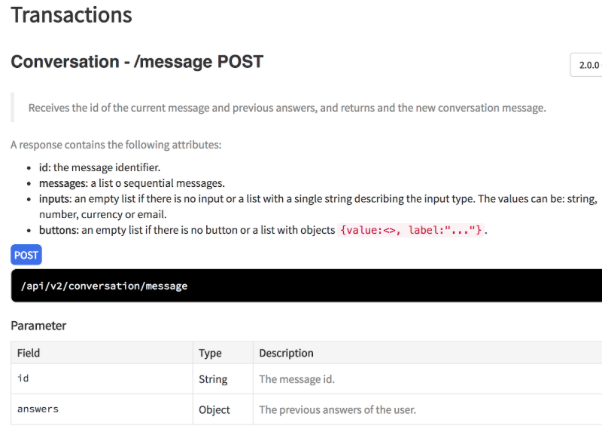 Transactions
Conversation - /message POST
2.0.0
Receives the id of the current message and previous answers, and returns and the new conversation message.
A response contains the following attributes:
• id: the message identifier.
• messages: a list o sequential messages.
• inputs: an empty list if there is no input or a list with a single string describing the input type. The values can be: string,
number, currency or email.
• buttons: an empty list if there is no button or a list with objects {value:<>, label:"..."}.
POST
/api/v2/conversation/message
Parameter
Field Type Description
id String The message id.
answers Object The previous answers of the user.